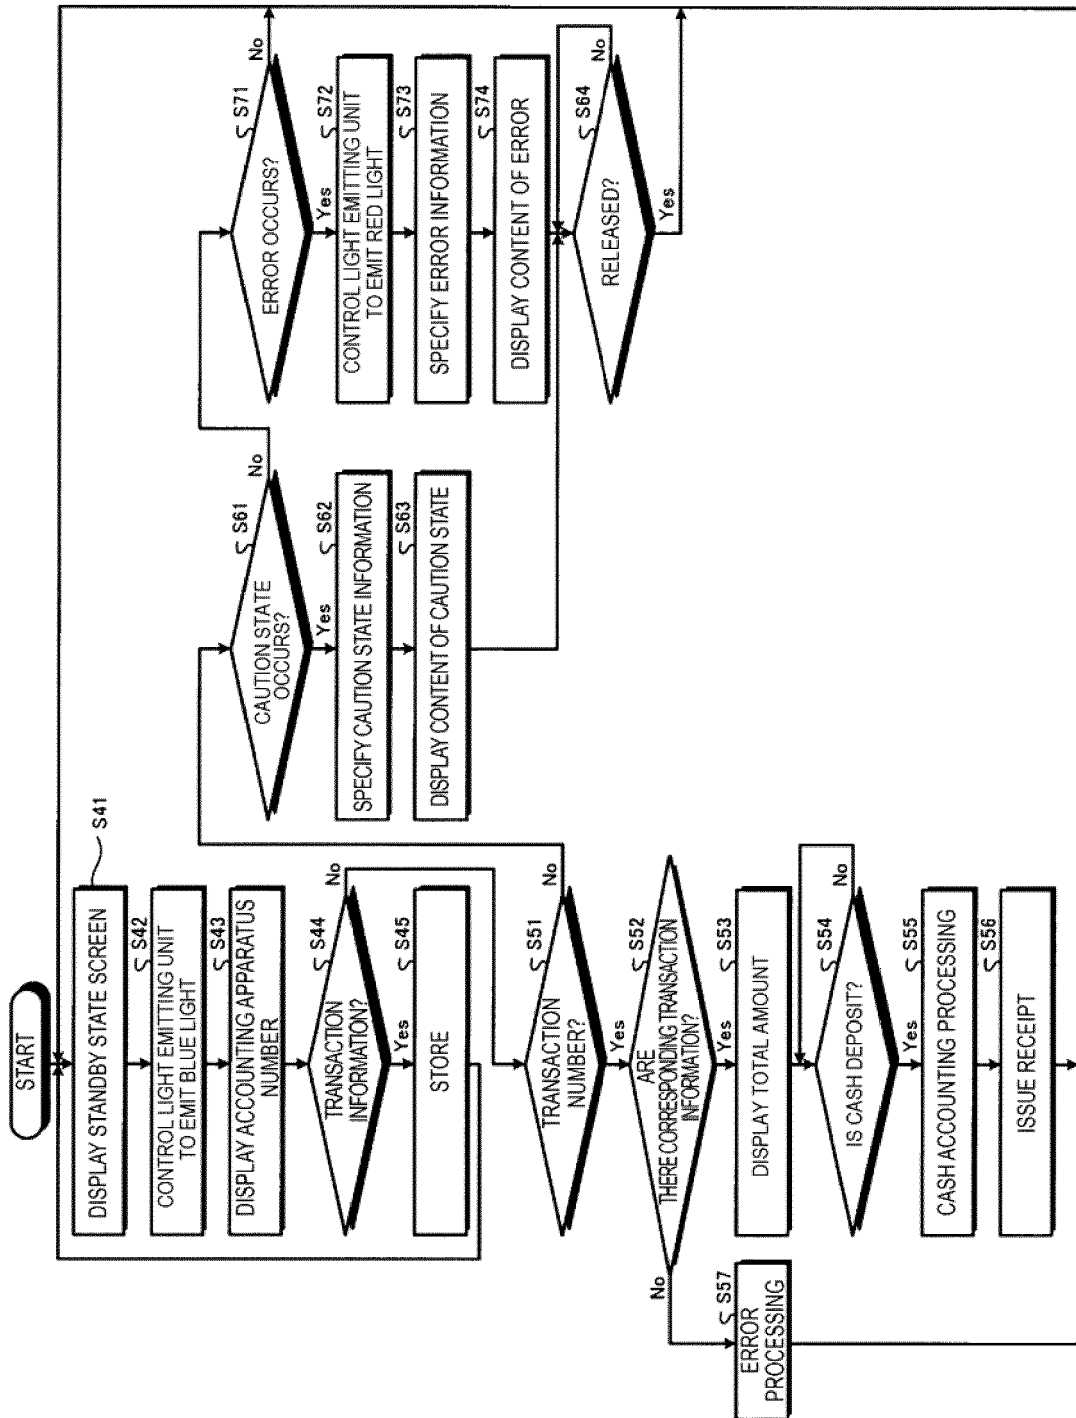 START
DISPLAY STANDBY STATE SCREEN
S41
CONTROL LIGHT EMITTING UNIT
TO EMIT BLUE LIGHT
S42
DISPLAY ACCOUNTING APPARATUS
NUMBER
S43
TRANSACTION
INFORMATION?
S44
No
Yes
STORE
S45
TRANSACTION
NUMBER?
S51
No
Yes
ARE
THERE CORRESPONDING TRANSACTION
INFORMATION?
S52
No
Yes
DISPLAY TOTAL AMOUNT
S53
IS CASH DEPOSIT?
S54
No
Yes
CASH ACCOUNTING PROCESSING
S55
ISSUE RECEIPT
S56
ERROR
PROCESSING
S57
CAUTION STATE
OCCURS?
S61
No
Yes
SPECIFY CAUTION STATE INFORMATION
S62
DISPLAY CONTENT OF CAUTION STATE
S63
ERROR OCCURS?
S71
No
Yes
CONTROL LIGHT EMITTING UNIT
TO EMIT RED LIGHT
S72
SPECIFY ERROR INFORMATION
S73
DISPLAY CONTENT OF ERROR
S74
RELEASED?
S64
No
Yes